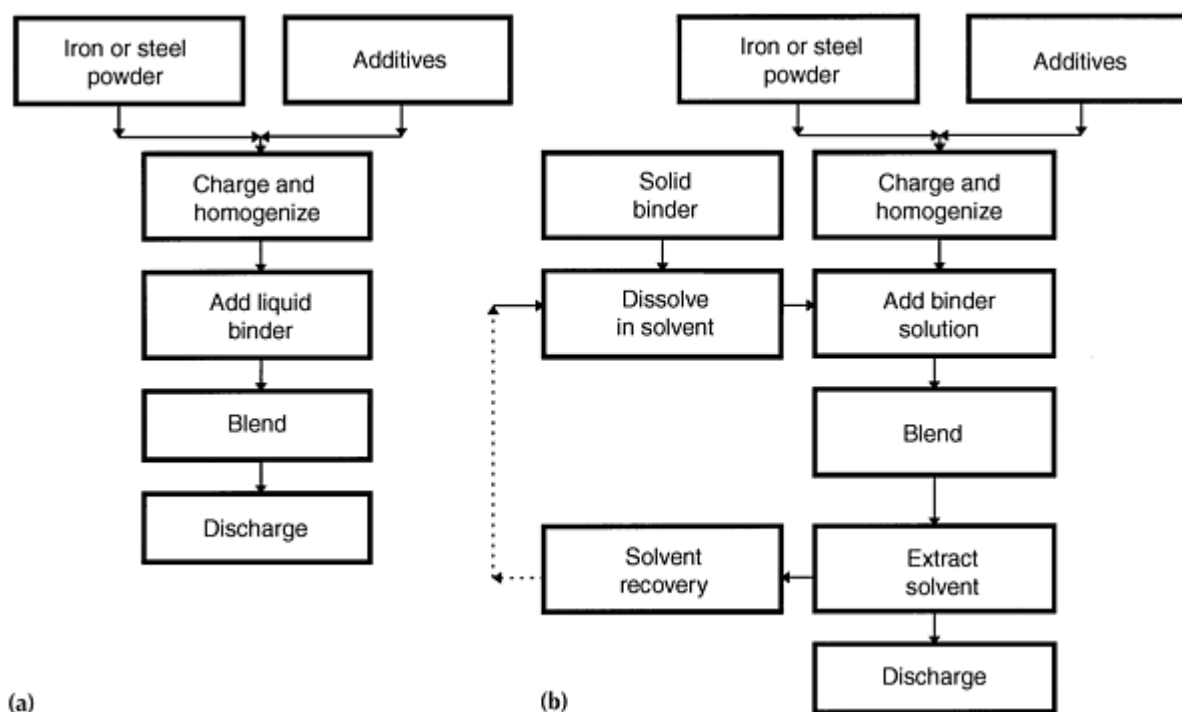 Iron or steel
powder
Additives
Charge and
homogenize
Add liquid
binder
Blend
Discharge
(a)
Iron or steel
powder
Additives
Solid
binder
Charge and
homogenize
Dissolve
in solvent
Add binder
solution
Blend
Solvent
recovery
Extract
solvent
Discharge
(b)